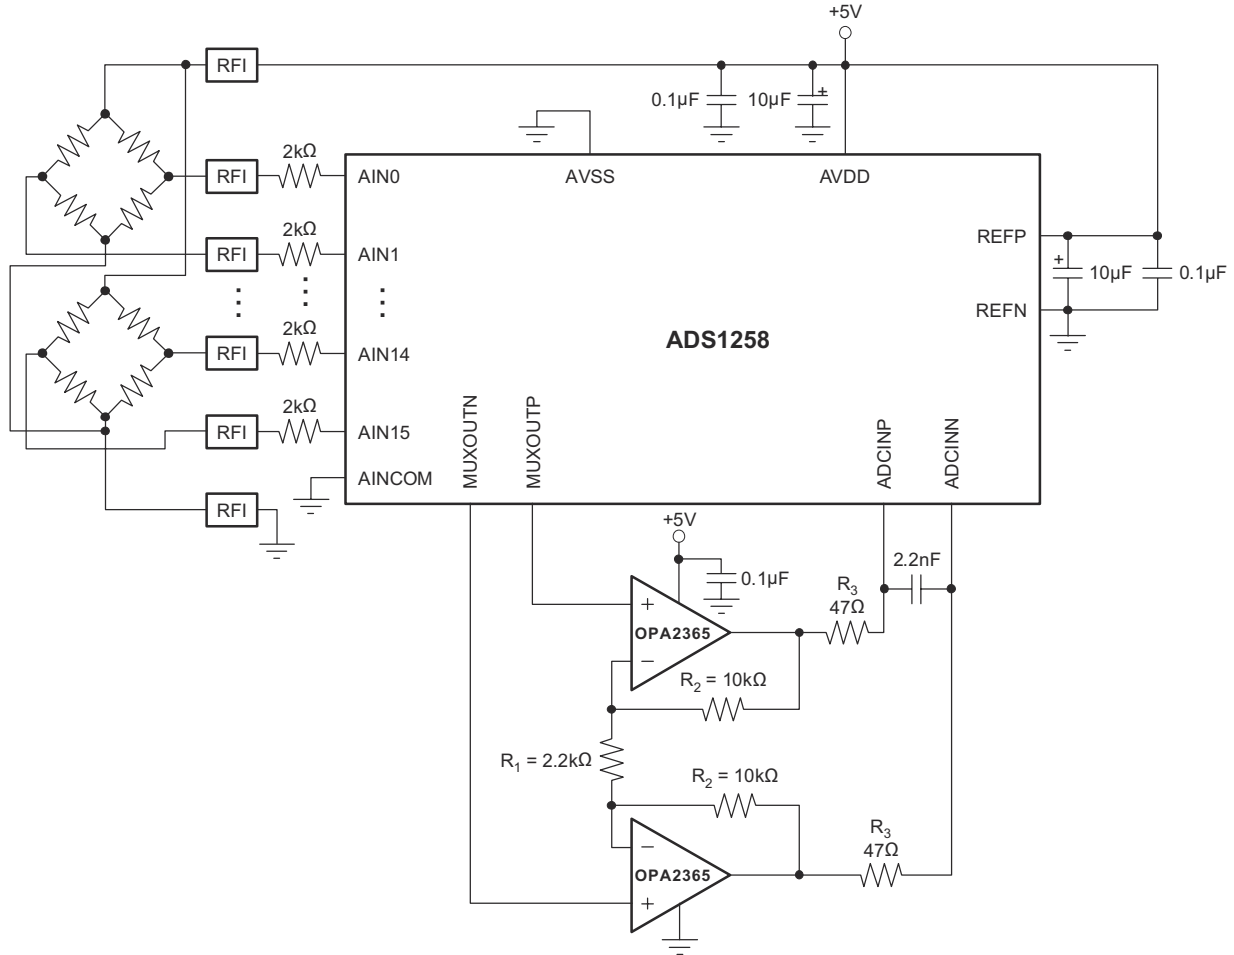 +5V
RFI
0.1µF
10µF
+
2kΩ
RFI
AIN0
AVSS
AVDD
2kΩ
RFI
AIN1
REFP
+
10µF
0.1µF
REFN
2kΩ
RFI
AIN14
ADS1258
2kΩ
RFI
AIN15
AINCOM
MUXOUTN
MUXOUTP
ADCINP
ADCINN
RFI
+5V
0.1µF
2.2nF
+
OPA2365
−
R3
47Ω
R2 = 10kΩ
R1 = 2.2kΩ
R2 = 10kΩ
−
OPA2365
+
R3
47Ω